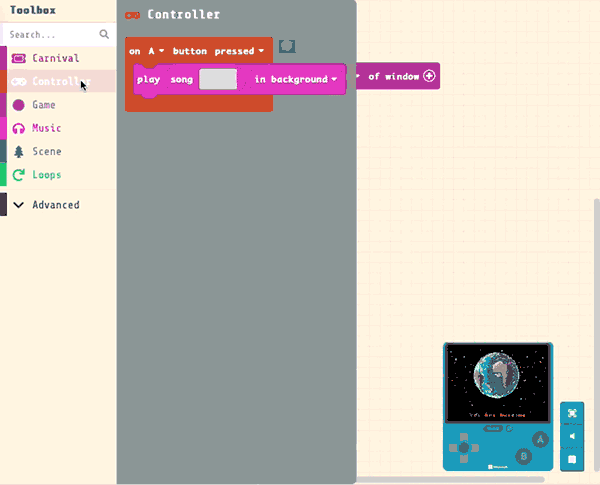 Toolbox
Search...
Carnival
Controller
Game
Music
Scene
Loops
Advanced
Controller
on A button pressed
play song in background
of window
You Are Awesome
A
B